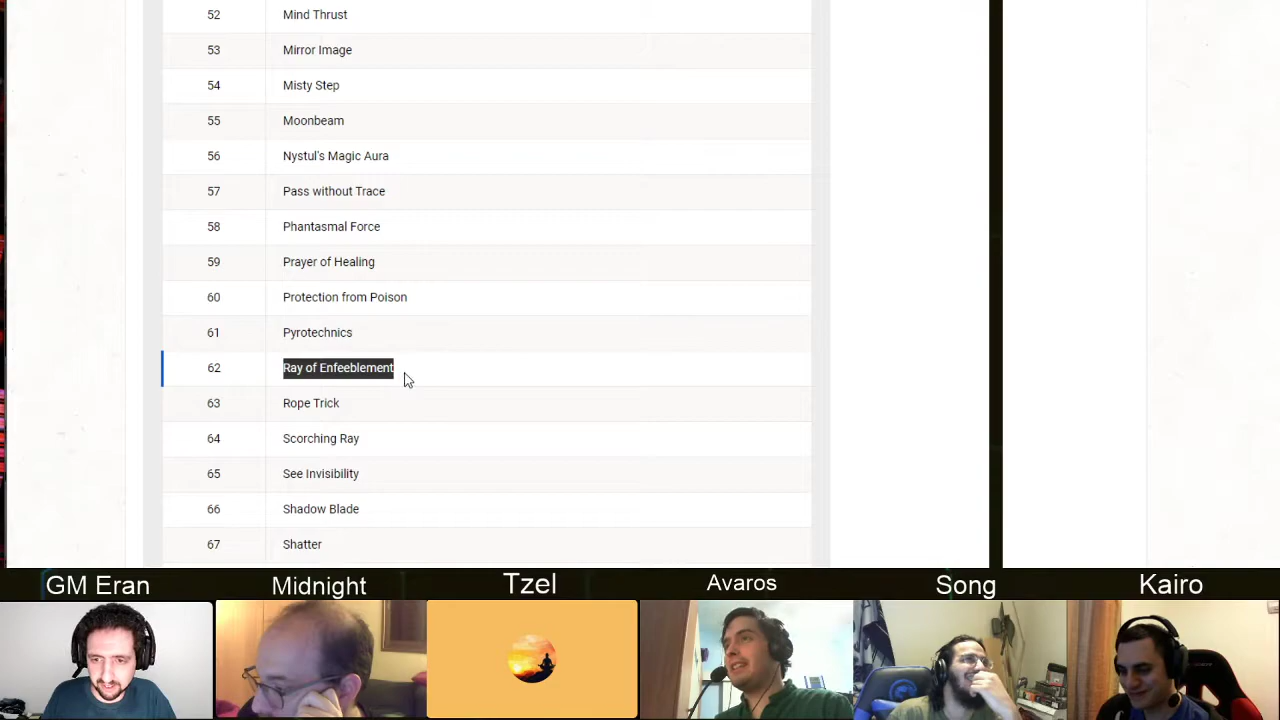 52 Mind Thrust
53 Mirror Image
54 Misty Step
55 Moonbeam
56 Nystul's Magic Aura
57 Pass without Trace
58 Phantasmal Force
59 Prayer of Healing
60 Protection from Poison
61 Pyrotechnics
62 Ray of Enfeeblement
63 Rope Trick
64 Scorching Ray
65 See Invisibility
66 Shadow Blade
67 Shatter
GM Eran Midnight Tzel Avaros Song Kairo